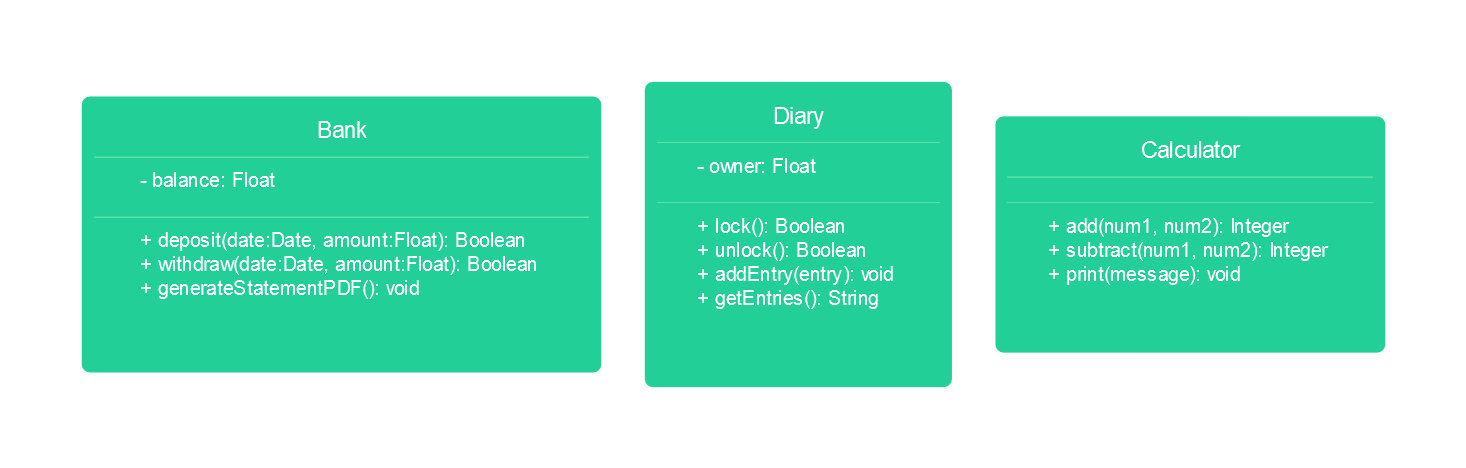 Bank
- balance: Float
+ deposit(date:Date, amount:Float): Boolean
+ withdraw(date:Date, amount:Float): Boolean
+ generateStatementPDF(): void
Diary
- owner: Float
+ lock(): Boolean
+ unlock(): Boolean
+ addEntry(entry): void
+ getEntries(): String
Calculator
+ add(num1, num2): Integer
+ subtract(num1, num2): Integer
+ print(message): void